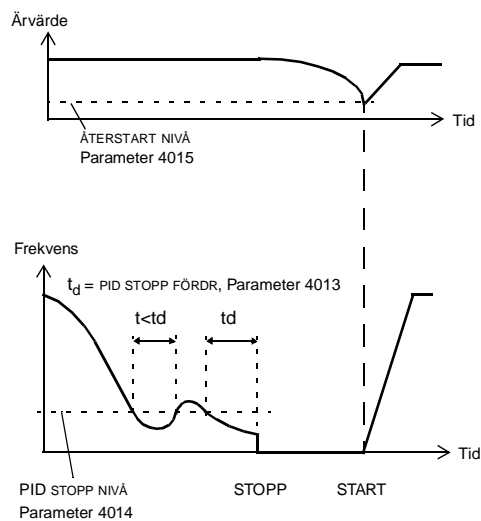 Ärvärde
Tid
ÅTERSTART NIVÅ
Parameter 4015
Frekvens
td = PID STOPP FÖRDR, Parameter 4013
t<td
td
Tid
PID STOPP NIVÅ
Parameter 4014
STOPP
START